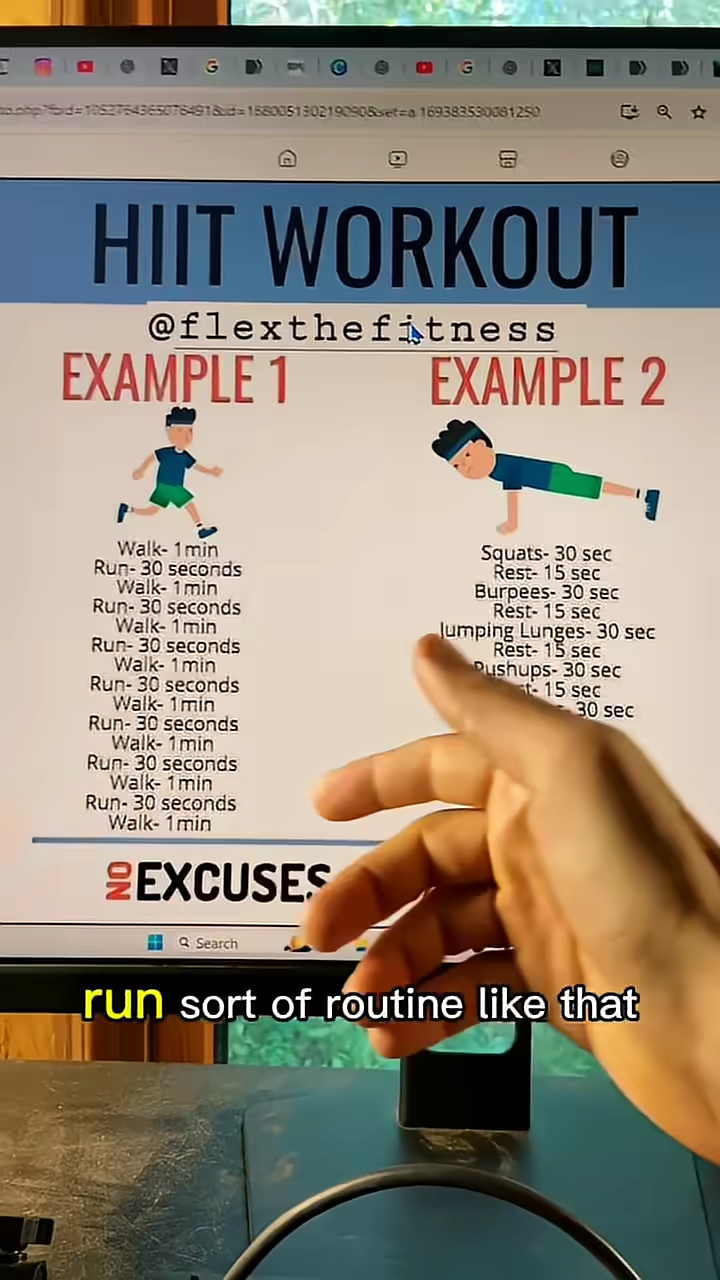 HIIT WORKOUT
@flexthefitness
EXAMPLE 1
Walk- 1min
Run- 30 seconds
Walk- 1min
Run- 30 seconds
Walk- 1min
Run- 30 seconds
Walk- 1min
Run- 30 seconds
Walk- 1min
Run- 30 seconds
Walk- 1min
Run- 30 seconds
Walk- 1min
Run- 30 seconds
Walk- 1min
EXAMPLE 2
Squats- 30 sec
Rest- 15 sec
Burpees- 30 sec
Rest- 15 sec
Jumping Lunges- 30 sec
Rest- 15 sec
Pushups- 30 sec
15 sec
30 sec
NO EXCUSES
Search
run sort of routine like that